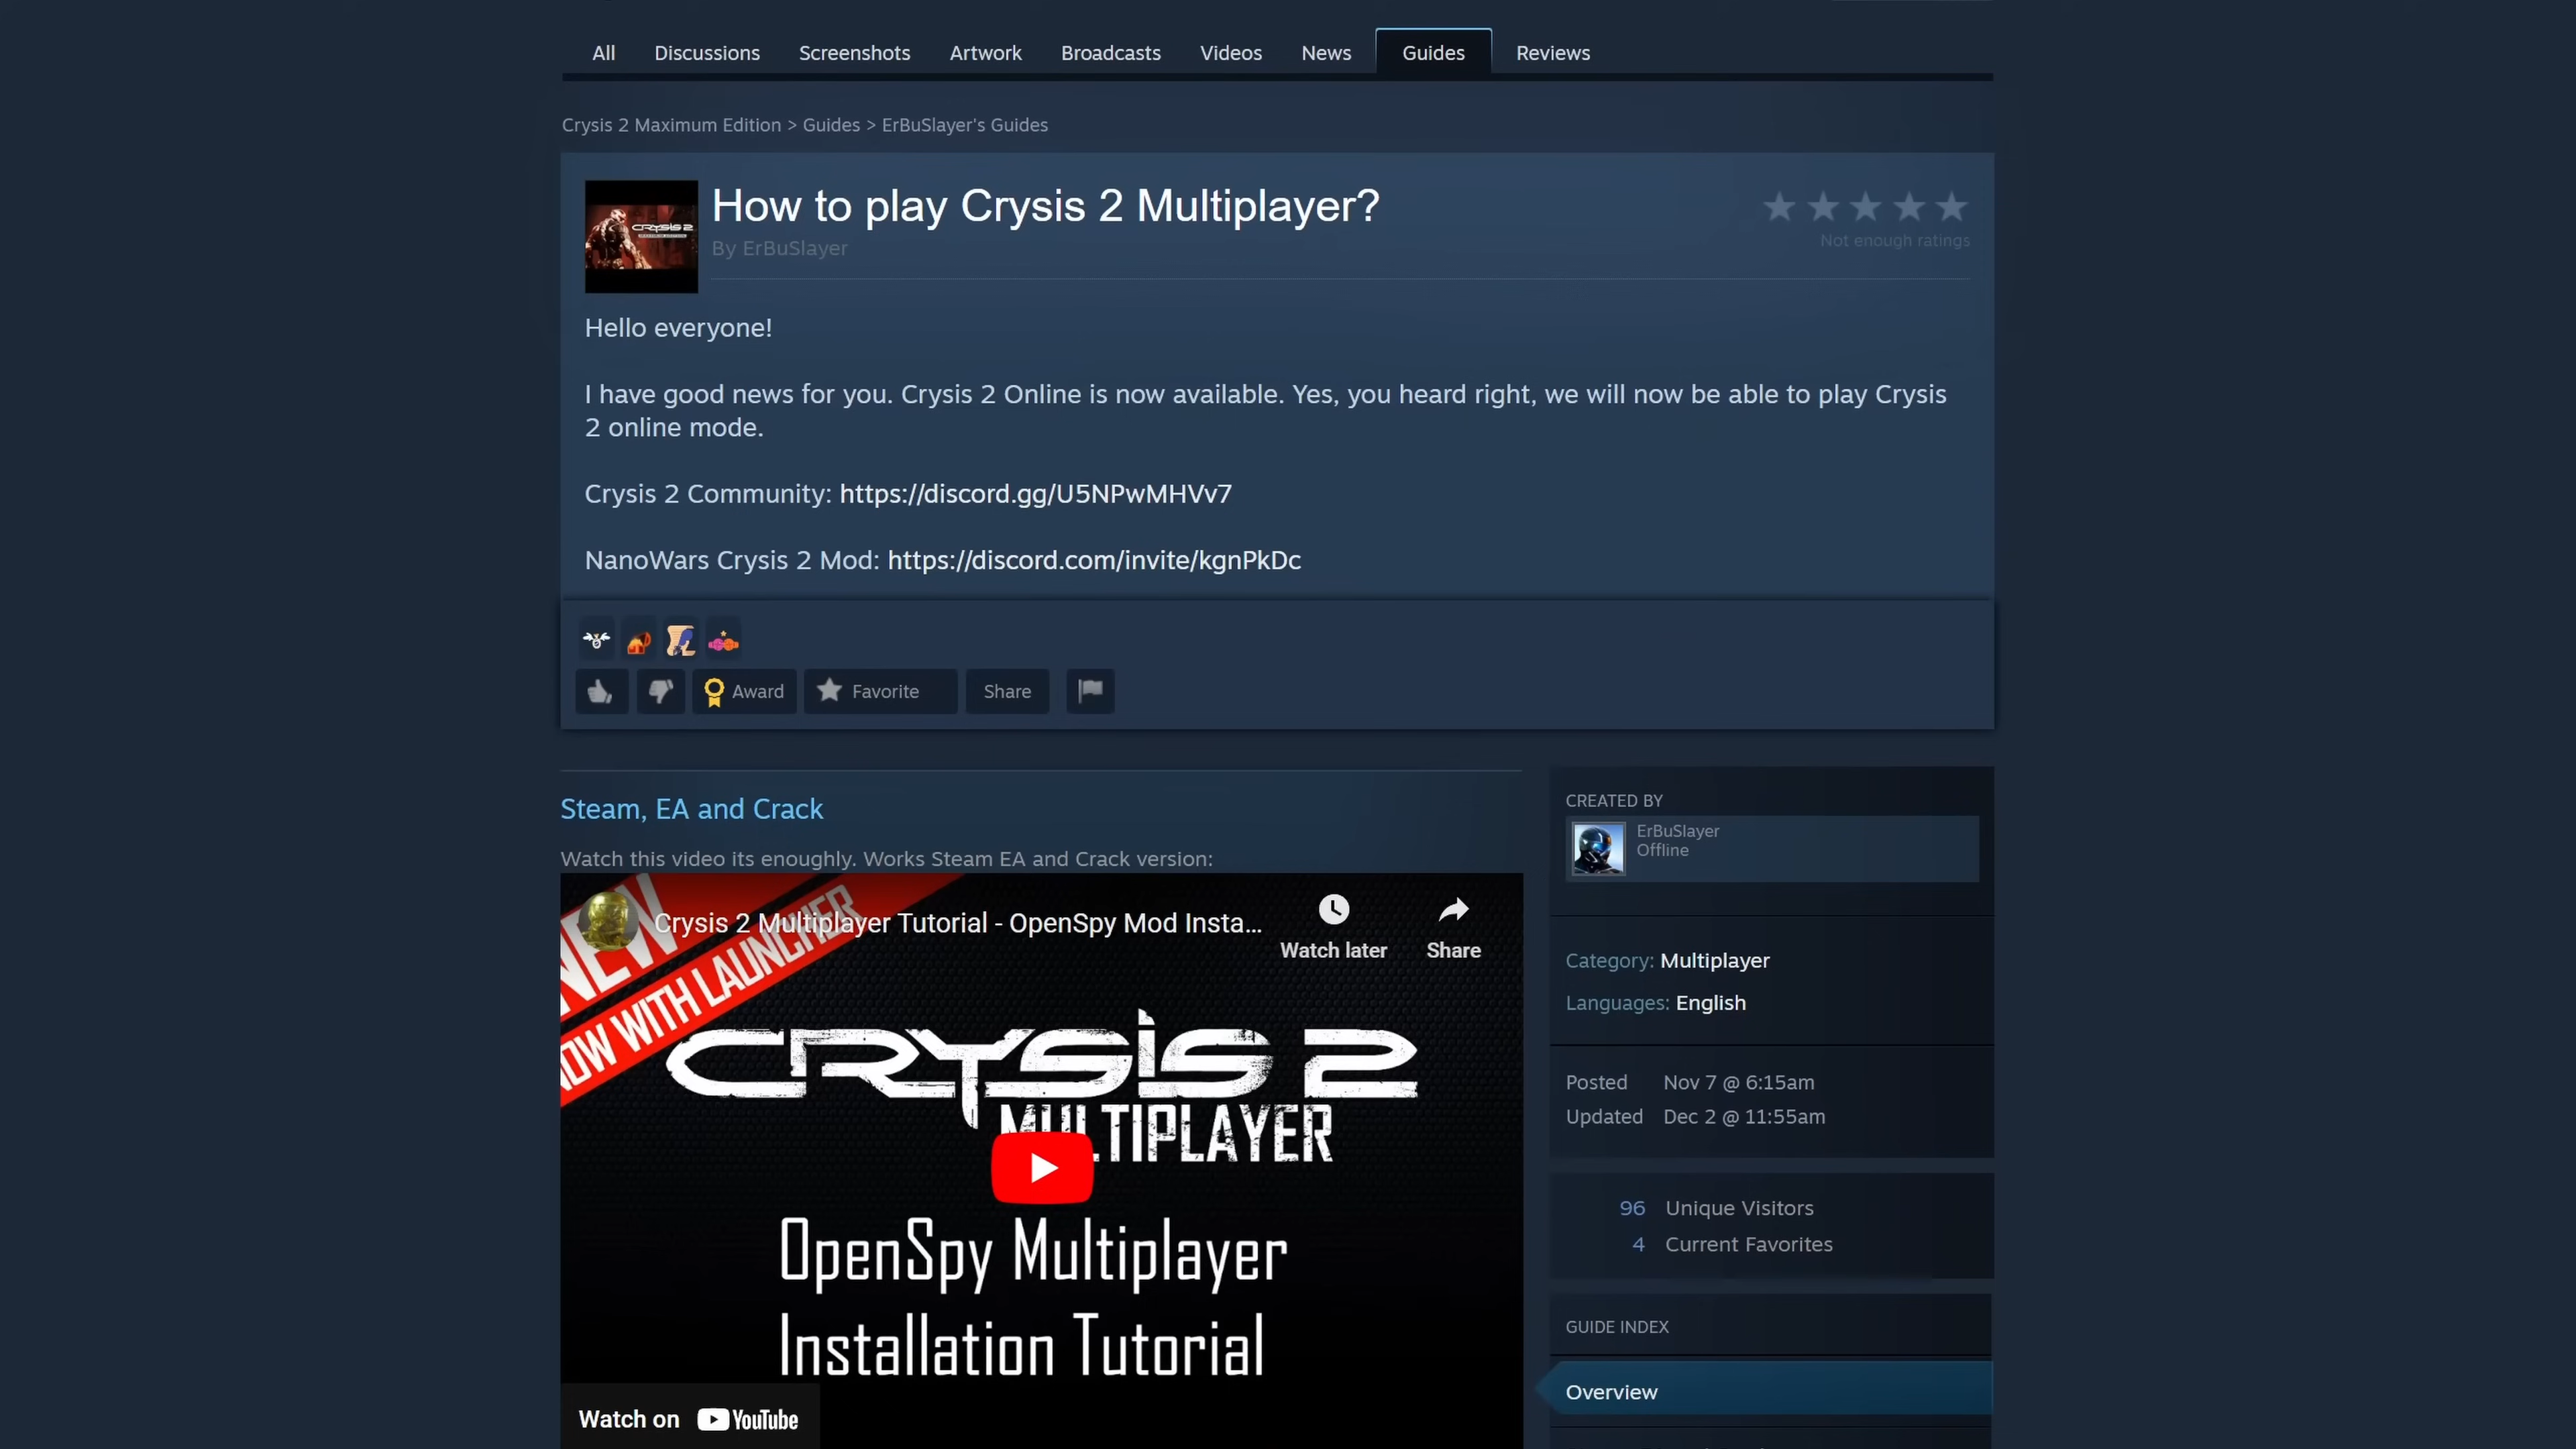 All Discussions Screenshots Artwork Broadcasts Videos News Guides Reviews
Crysis 2 Maximum Edition > Guides > ErBuSlayer's Guides
CRYSIS 2
How to play Crysis 2 Multiplayer?
By ErBuSlayer
Not enough ratings
Hello everyone!
I have good news for you. Crysis 2 Online is now available. Yes, you heard right, we will now be able to play Crysis
2 online mode.
Crysis 2 Community: https://discord.gg/U5NPwMHVv7
NanoWars Crysis 2 Mod: https://discord.com/invite/kgnPkDc
Award Favorite Share
Steam, EA and Crack
Watch this video its enoughly. Works Steam EA and Crack version:
Crysis 2 Multiplayer Tutorial - OpenSpy Mod Insta...
Watch later Share
NEW
NOW WITH LAUNCHER
CRYSIS 2
MULTIPLAYER
OpenSpy Multiplayer
Installation Tutorial
Watch on YouTube
CREATED BY
ErBuSlayer
Offline
Category: Multiplayer
Languages: English
Posted Nov 7 @ 6:15am
Updated Dec 2 @ 11:55am
96 Unique Visitors
4 Current Favorites
GUIDE INDEX
Overview